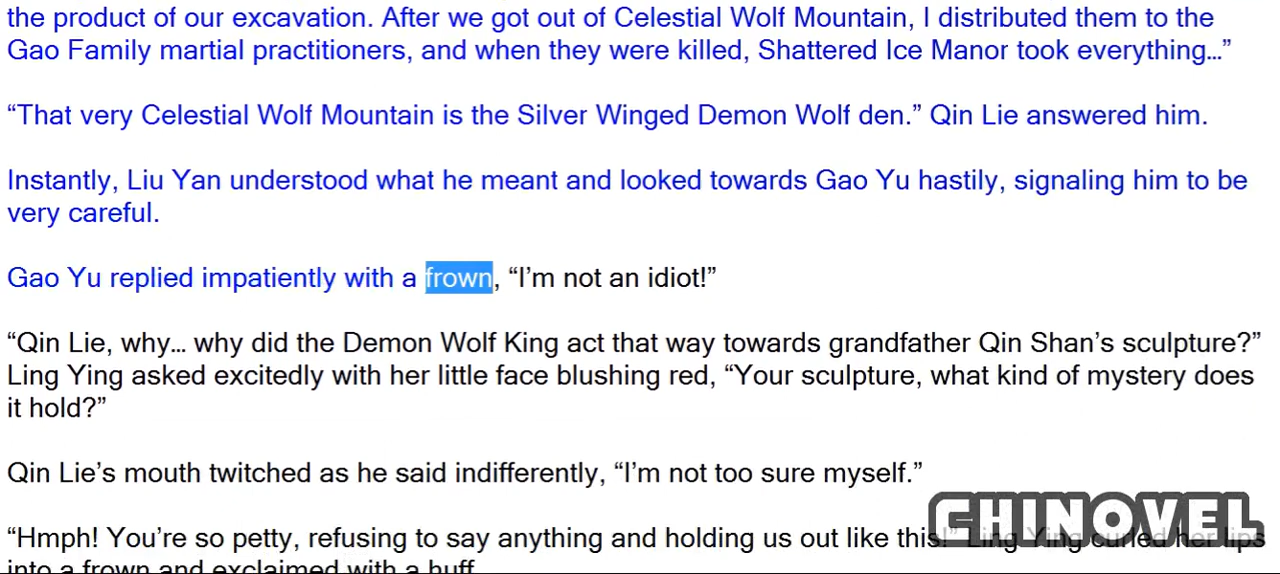 the product of our excavation. After we got out of Celestial Wolf Mountain, I distributed them to the
Gao Family martial practitioners, and when they were killed, Shattered Ice Manor took everything…”
“That very Celestial Wolf Mountain is the Silver Winged Demon Wolf den.” Qin Lie answered him.
Instantly, Liu Yan understood what he meant and looked towards Gao Yu hastily, signaling him to be
very careful.
Gao Yu replied impatiently with a frown, “I’m not an idiot!”
“Qin Lie, why… why did the Demon Wolf King act that way towards grandfather Qin Shan’s sculpture?”
Ling Ying asked excitedly with her little face blushing red, “Your sculpture, what kind of mystery does
it hold?”
Qin Lie’s mouth twitched as he said indifferently, “I’m not too sure myself.”
“Hmph! You’re so petty, refusing to say anything and holding us out like this!” Ling Ying curled her lips
into a frown and exclaimed with a huff.
CHINOVEL